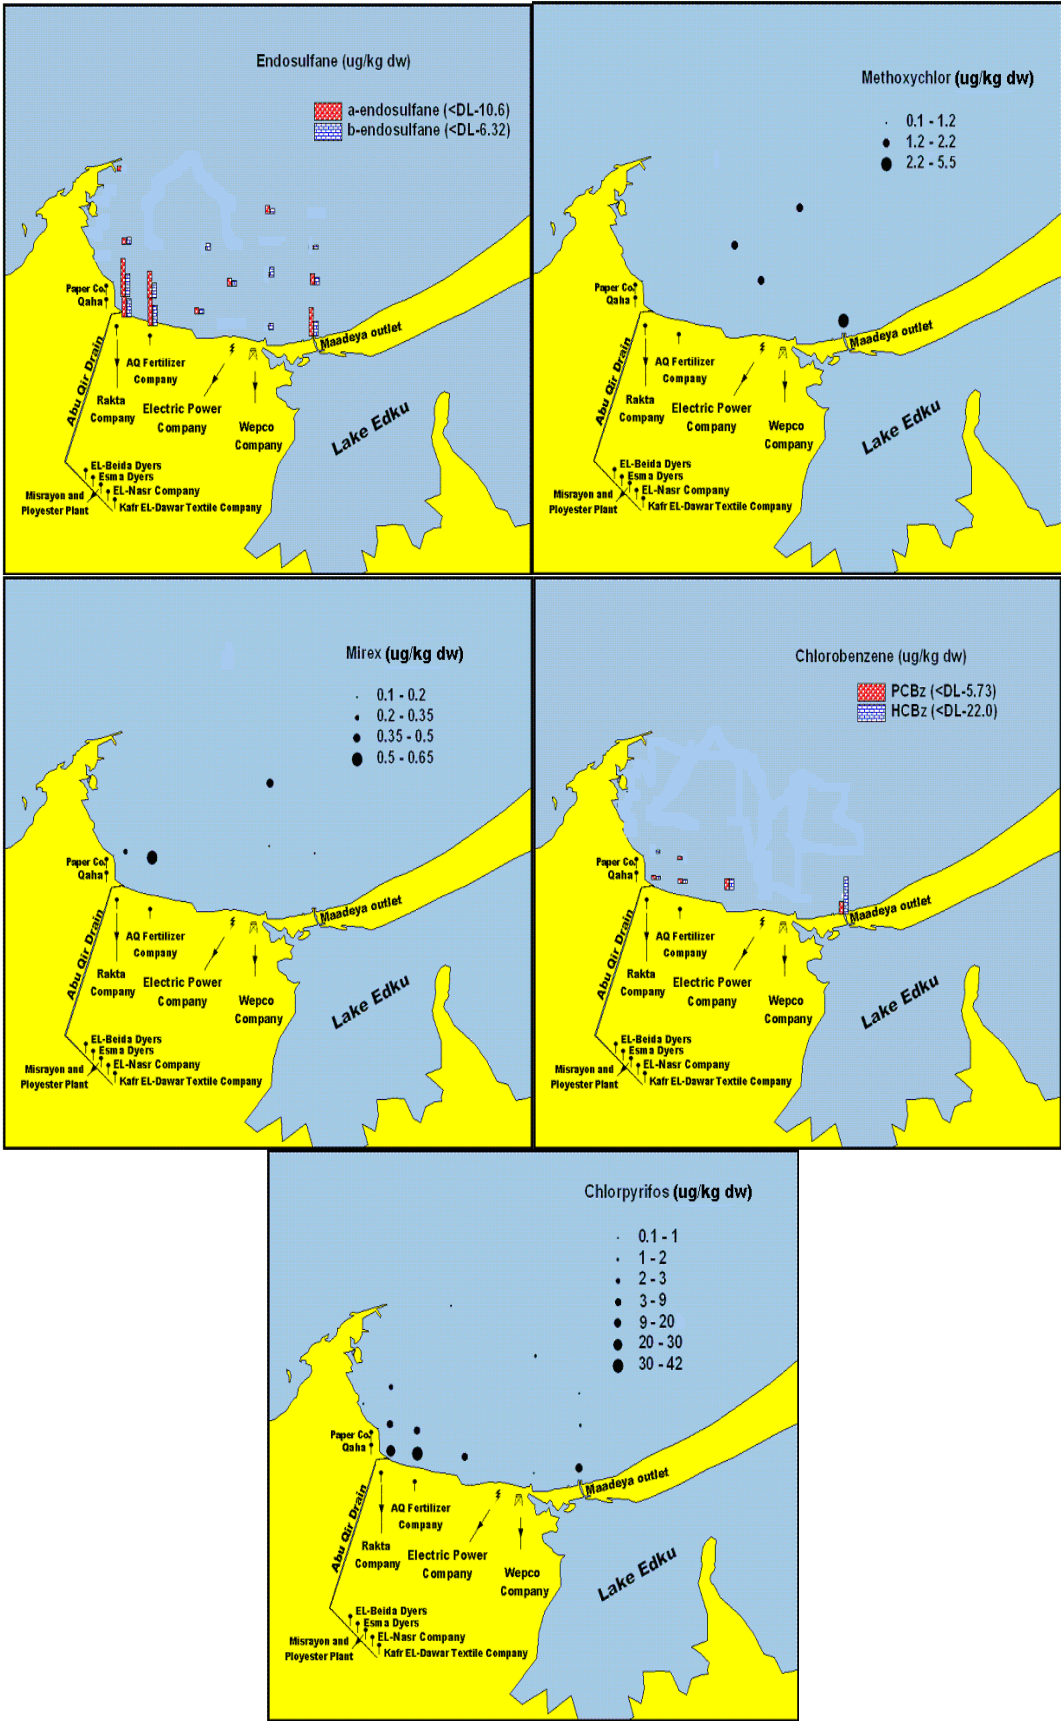 Endosulfane (ug/kg dw)
a-endosulfane (<DL-10.6)
b-endosulfane (<DL-6.32)
Paper Co.
Qaha
Abu Qir Drain
AQ Fertilizer
Company
Rakta
Company
Electric Power
Company
Wepco
Company
Maadeya outlet
Lake Edku
EL-Beida Dyers
Esma Dyers
EL-Nasr Company
Misrayon and
Ployester Plant
Kafr EL-Dawar Textile Company
Methoxychlor (ug/kg dw)
0.1 - 1.2
1.2 - 2.2
2.2 - 5.5
Paper Co.
Qaha
Abu Qir Drain
AQ Fertilizer
Company
Rakta
Company
Electric Power
Company
Wepco
Company
Maadeya outlet
Lake Edku
EL-Beida Dyers
Esma Dyers
EL-Nasr Company
Misrayon and
Ployester Plant
Kafr EL-Dawar Textile Company
Mirex (ug/kg dw)
0.1 - 0.2
0.2 - 0.35
0.35 - 0.5
0.5 - 0.65
Paper Co.
Qaha
Abu Qir Drain
AQ Fertilizer
Company
Rakta
Company
Electric Power
Company
Wepco
Company
Maadeya outlet
Lake Edku
EL-Beida Dyers
Esma Dyers
EL-Nasr Company
Misrayon and
Ployester Plant
Kafr EL-Dawar Textile Company
Chlorobenzene (ug/kg dw)
PCBz (<DL-5.73)
HCBz (<DL-22.0)
Paper Co.
Qaha
Abu Qir Drain
AQ Fertilizer
Company
Rakta
Company
Electric Power
Company
Wepco
Company
Maadeya outlet
Lake Edku
EL-Beida Dyers
Esma Dyers
EL-Nasr Company
Misrayon and
Ployester Plant
Kafr EL-Dawar Textile Company
Chlorpyrifos (ug/kg dw)
0.1 - 1
1 - 2
2 - 3
3 - 9
9 - 20
20 - 30
30 - 42
Paper Co.
Qaha
Abu Qir Drain
AQ Fertilizer
Company
Rakta
Company
Electric Power
Company
Wepco
Company
Maadeya outlet
Lake Edku
EL-Beida Dyers
Esma Dyers
EL-Nasr Company
Misrayon and
Ployester Plant
Kafr EL-Dawar Textile Company